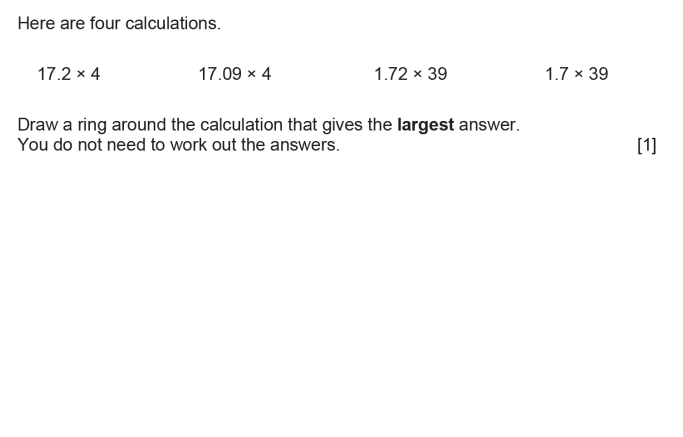 Here are four calculations.
17.2 × 4 17.09 × 4 1.72 × 39 1.7 × 39
Draw a ring around the calculation that gives the largest answer.
You do not need to work out the answers. [1]